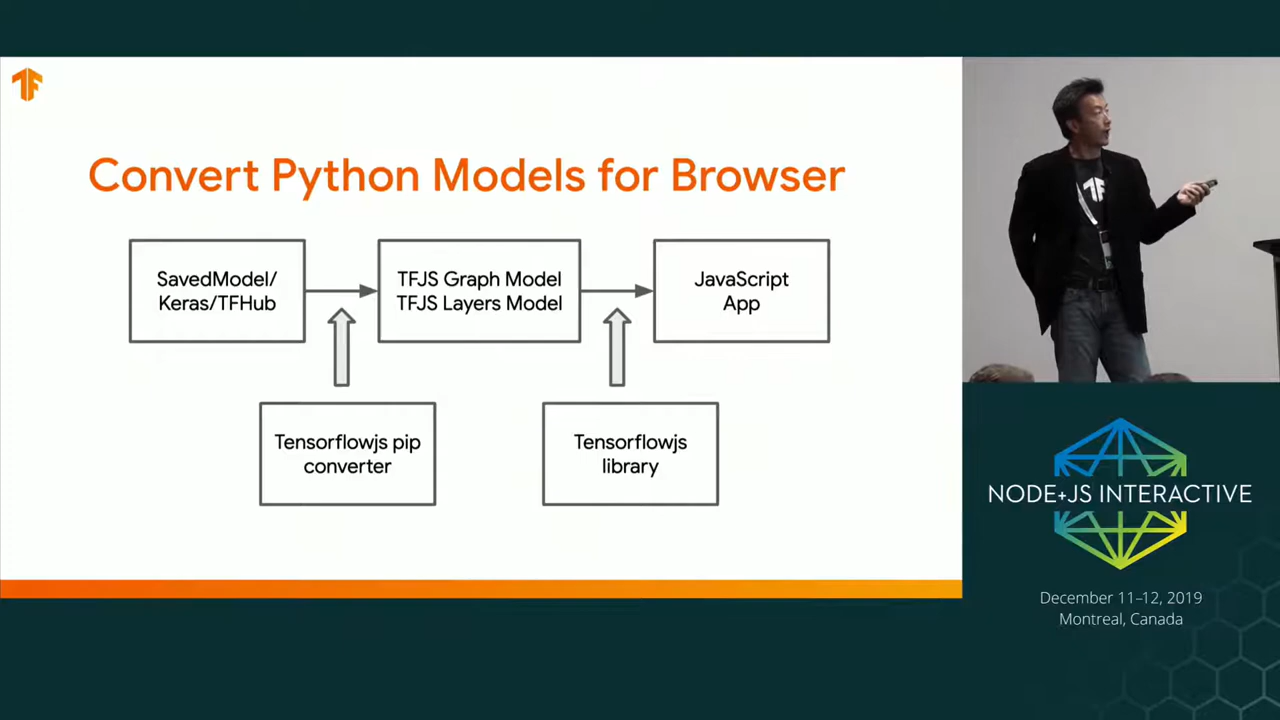 Convert Python Models for Browser
SavedModel/
Keras/TFHub
TFJS Graph Model
TFJS Layers Model
JavaScript
App
Tensorflowjs pip
converter
Tensorflowjs
library
NODE+JS INTERACTIVE
December 11–12, 2019
Montreal, Canada